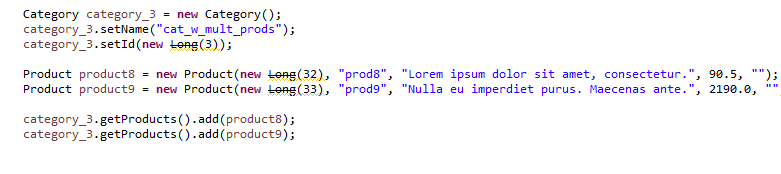 Category category_3 = new Category();
category_3.setName("cat_w_mult_prods");
category_3.setId(new Long(3));
Product product8 = new Product(new Long(32), "prod8", "Lorem ipsum dolor sit amet, consectetur.", 90.5, "");
Product product9 = new Product(new Long(33), "prod9", "Nulla eu imperdiet purus. Maecenas ante.", 2190.0, ""
category_3.getProducts().add(product8);
category_3.getProducts().add(product9);